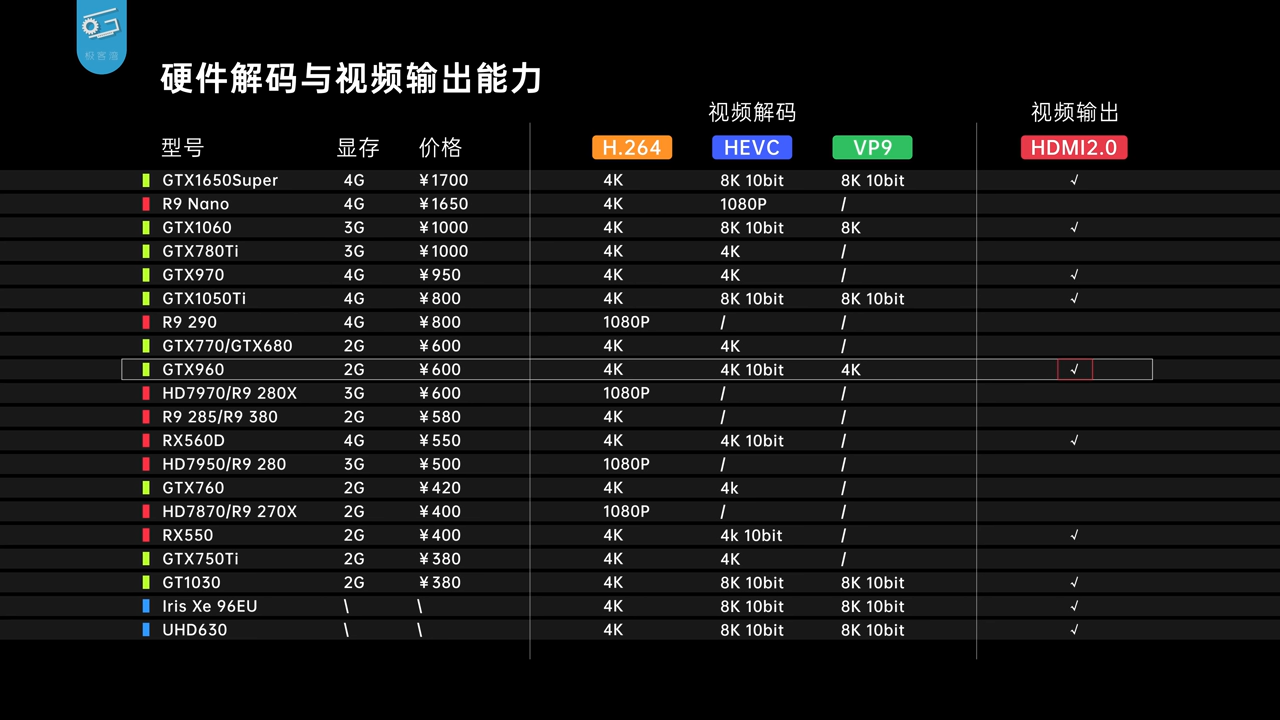 极客湾
硬件解码与视频输出能力
视频解码 视频输出
型号 显存 价格 H.264 HEVC VP9 HDMI2.0
GTX1650Super 4G ¥1700 4K 8K 10bit 8K 10bit √
R9 Nano 4G ¥1650 4K 1080P /
GTX1060 3G ¥1000 4K 8K 10bit 8K √
GTX780Ti 3G ¥1000 4K 4K /
GTX970 4G ¥950 4K 4K / √
GTX1050Ti 4G ¥800 4K 8K 10bit 8K 10bit √
R9 290 4G ¥800 1080P / /
GTX770/GTX680 2G ¥600 4K 4K /
GTX960 2G ¥600 4K 4K 10bit 4K √
HD7970/R9 280X 3G ¥600 1080P / /
R9 285/R9 380 2G ¥580 4K / /
RX560D 4G ¥550 4K 4K 10bit / √
HD7950/R9 280 3G ¥500 1080P / /
GTX760 2G ¥420 4K 4k /
HD7870/R9 270X 2G ¥400 1080P / /
RX550 2G ¥400 4K 4k 10bit / √
GTX750Ti 2G ¥380 4K 4K /
GT1030 2G ¥380 4K 8K 10bit 8K 10bit √
Iris Xe 96EU \ \ 4K 8K 10bit 8K 10bit √
UHD630 \ \ 4K 8K 10bit 8K 10bit √